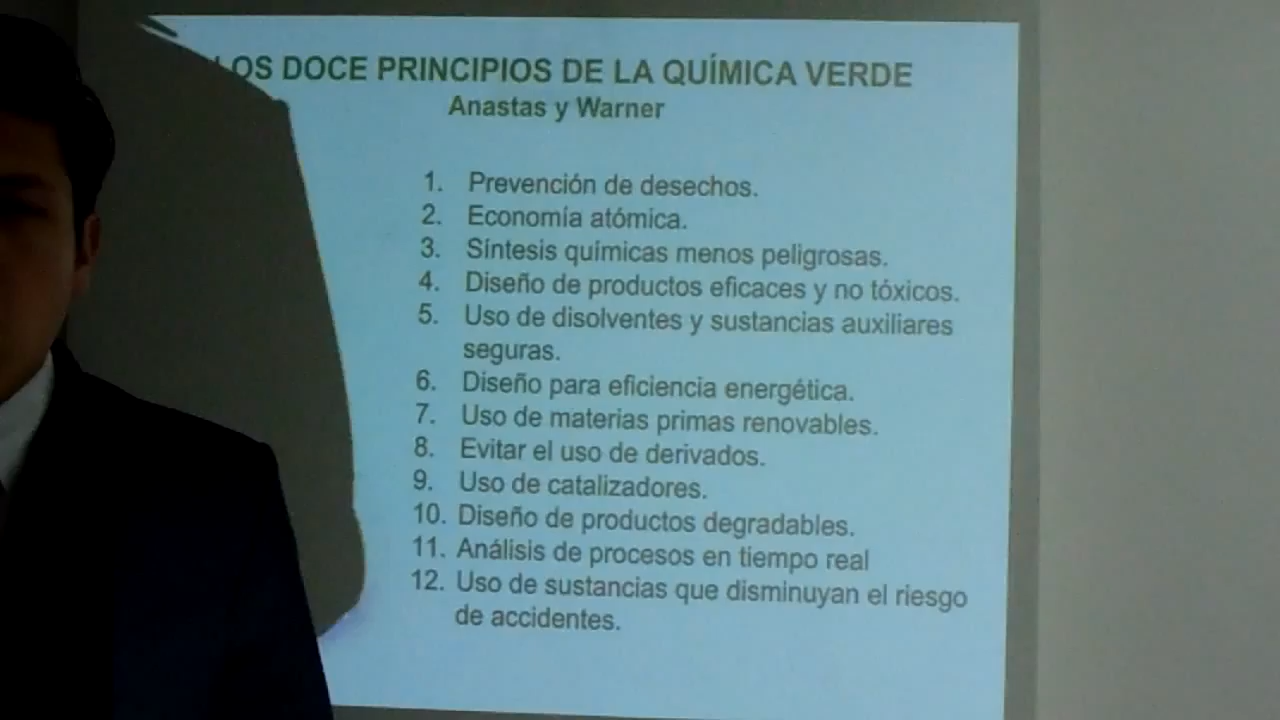 LOS DOCE PRINCIPIOS DE LA QUÍMICA VERDE
Anastas y Warner
1. Prevención de desechos.
2. Economía atómica.
3. Síntesis químicas menos peligrosas.
4. Diseño de productos eficaces y no tóxicos.
5. Uso de disolventes y sustancias auxiliares
seguras.
6. Diseño para eficiencia energética.
7. Uso de materias primas renovables.
8. Evitar el uso de derivados.
9. Uso de catalizadores.
10. Diseño de productos degradables.
11. Análisis de procesos en tiempo real
12. Uso de sustancias que disminuyan el riesgo
de accidentes.